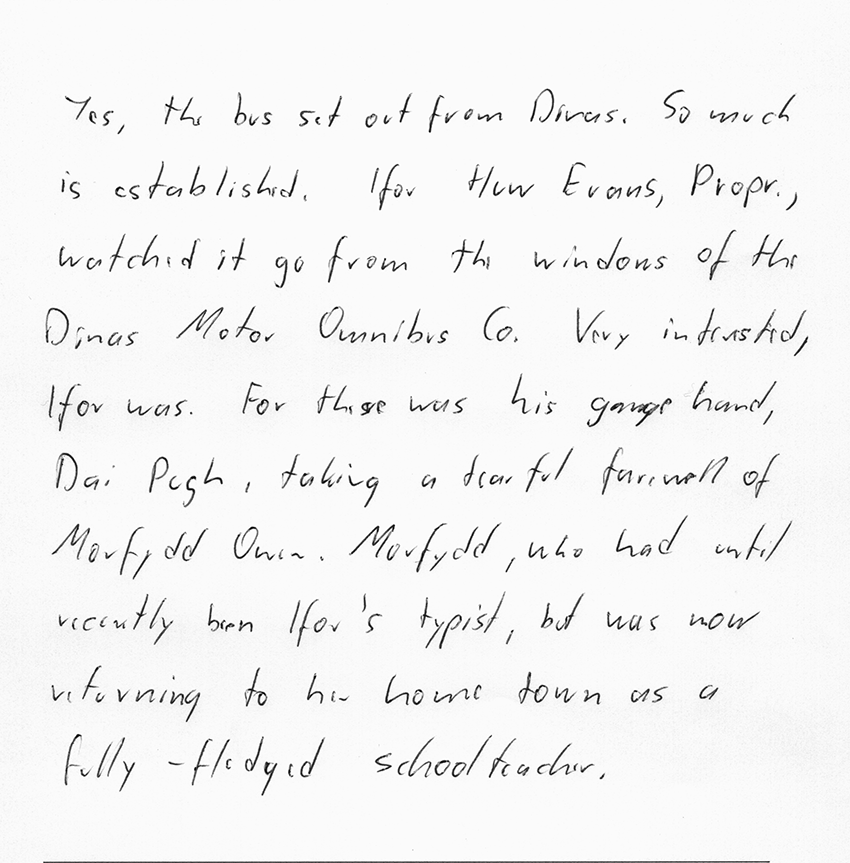 Yes, the bus set out from Dinas. So much
is established. Ifor Huw Evans, Propr.,
watched it go from the windows of the
Dinas Motor Omnibus Co. Very interested,
Ifor was. For there was his garage hand,
Dai Pugh, taking a tearful farewell of
Morfydd Owen. Morfydd, who had until
recently been Ifor's typist, but was now
returning to her home town as a
fully-fledged schoolteacher.